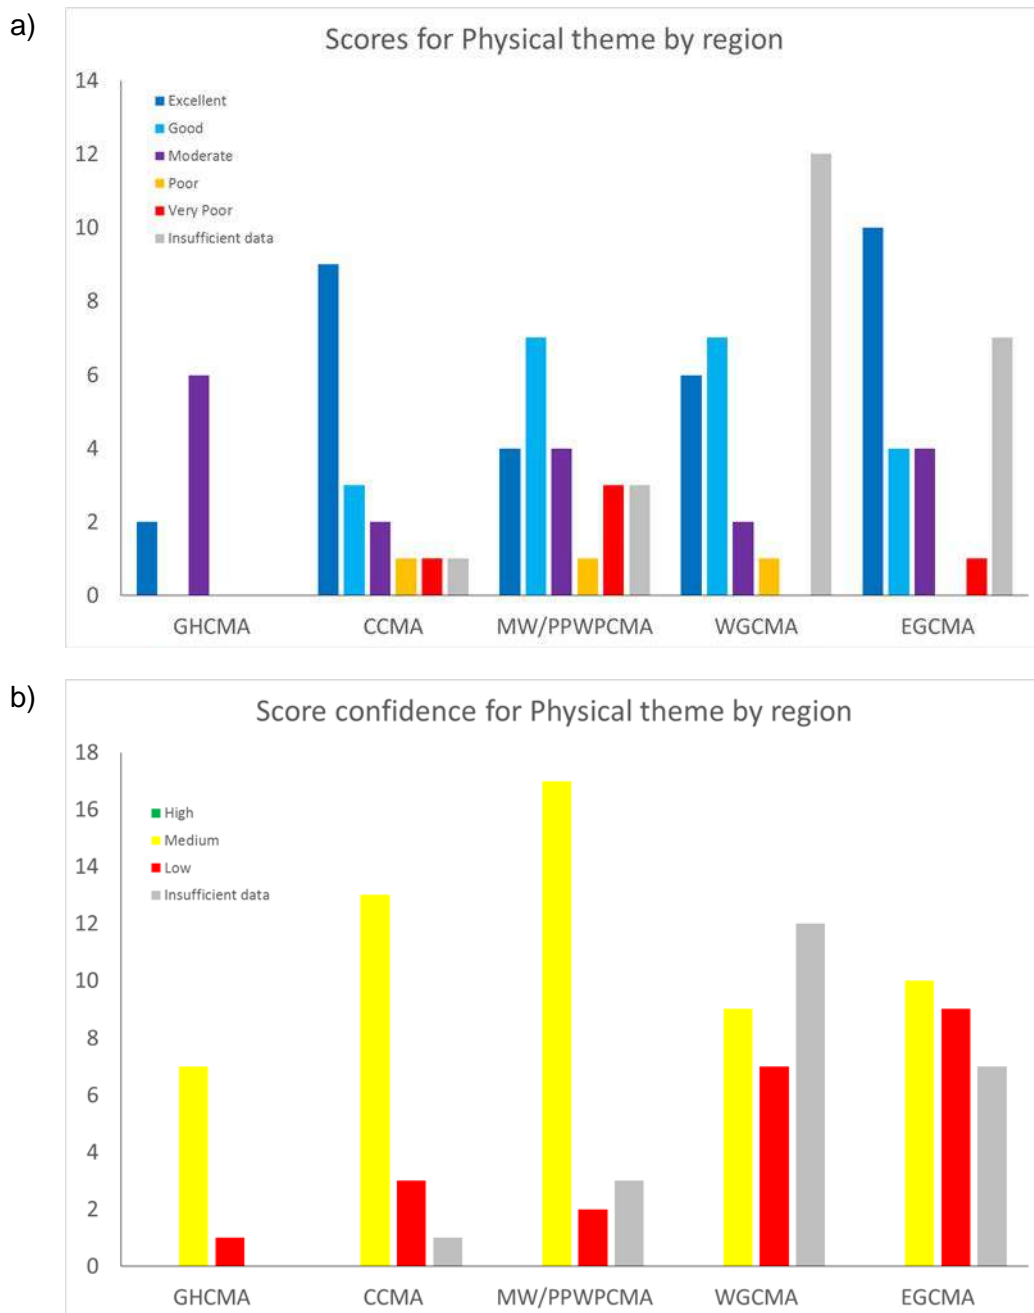 a)
Scores for Physical theme by region
14
12
10
8
6
4
2
0
Excellent
Good
Moderate
Poor
Very Poor
Insufficient data
GHCMA CCMA MW/PPWPCMA WGCMA EGCMA
b)
Score confidence for Physical theme by region
18
16
14
12
10
8
6
4
2
0
High
Medium
Low
Insufficient data
GHCMA CCMA MW/PPWPCMA WGCMA EGCMA